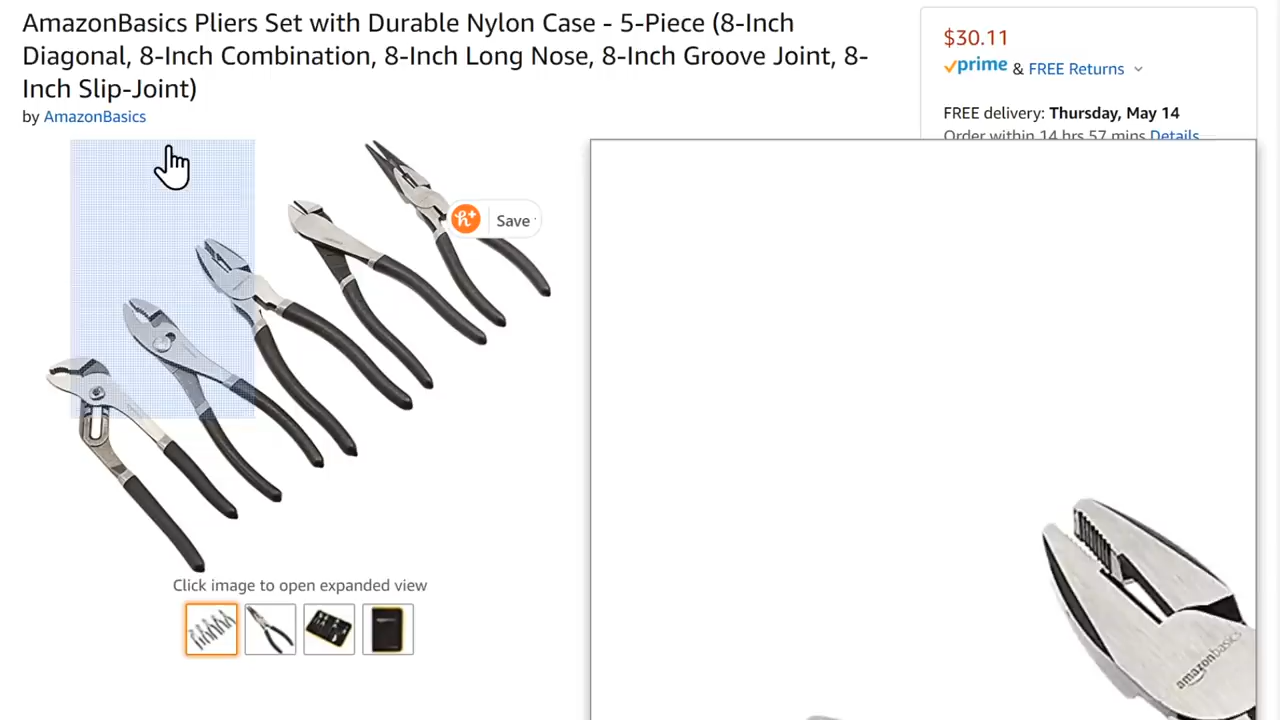 AmazonBasics Pliers Set with Durable Nylon Case - 5-Piece (8-Inch
Diagonal, 8-Inch Combination, 8-Inch Long Nose, 8-Inch Groove Joint, 8-
Inch Slip-Joint)
by AmazonBasics
$30.11
prime & FREE Returns
FREE delivery: Thursday, May 14
Order within 14 hrs 57 mins Details
h+ Save
Click image to open expanded view
amazonbasics